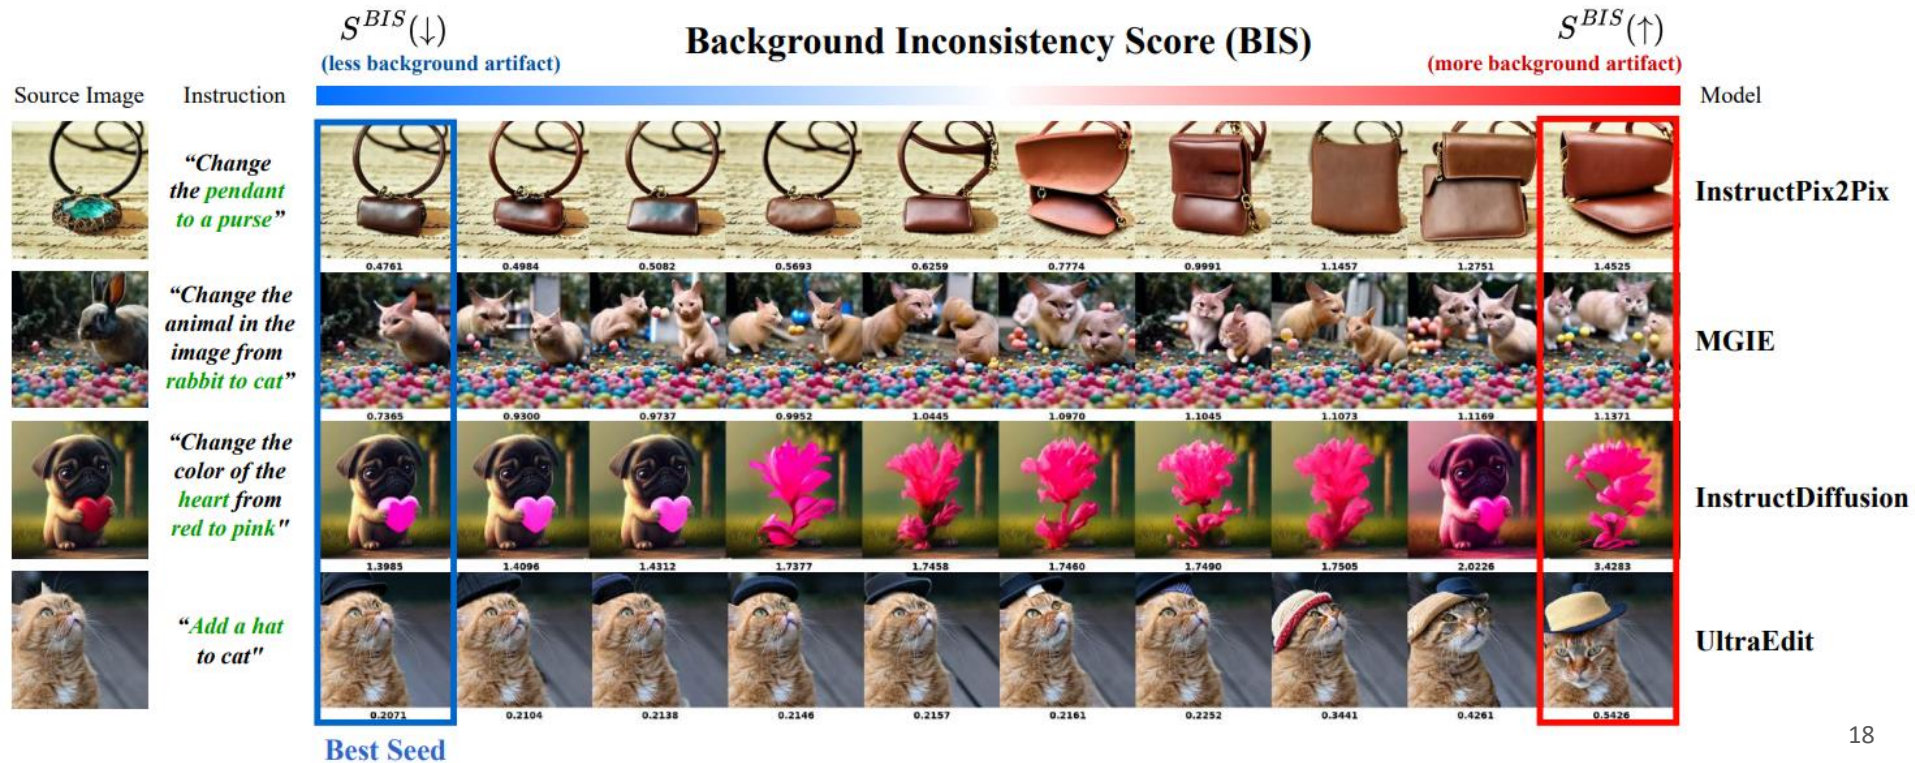 S^{BIS}(↓)
Background Inconsistency Score (BIS)
S^{BIS}(↑)
(less background artifact)
(more background artifact)
Source Image
Instruction
Model
“Change
the pendant
to a purse”
0.4761 0.4984 0.5082 0.5693 0.6259 0.7774 0.9991 1.1457 1.2751 1.4525
InstructPix2Pix
“Change the
animal in the
image from
rabbit to cat”
0.7365 0.9300 0.9737 0.9952 1.0445 1.0970 1.1045 1.1073 1.1169 1.1371
MGIE
“Change the
color of the
heart from
red to pink"
1.3985 1.4096 1.4312 1.7377 1.7458 1.7460 1.7490 1.7505 2.0226 3.4283
InstructDiffusion
“Add a hat
to cat"
0.2071 0.2104 0.2138 0.2146 0.2157 0.2161 0.2252 0.3441 0.4261 0.5426
UltraEdit
Best Seed
18